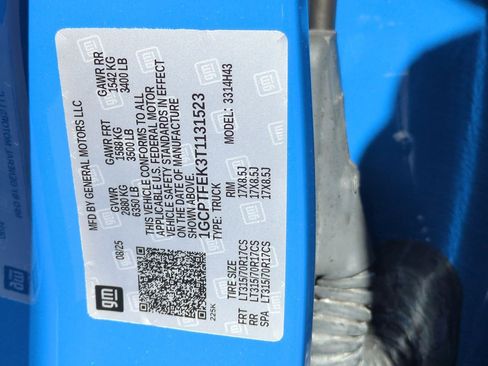 gm
MFD BY GENERAL MOTORS LLC
08/25 GVWR GAWR FRT GAWR RR
2880 KG 1588 KG 1542 KG
6350 LB 3500 LB 3400 LB
THIS VEHICLE CONFORMS TO ALL
APPLICABLE U.S. FEDERAL MOTOR
VEHICLE SAFETY STANDARDS IN EFFECT
ON THE DATE OF MANUFACTURE
SHOWN ABOVE.
1GCPTFEK3T1131523
TYPE: TRUCK MODEL: 3314H43
225K
TIRE SIZE RIM
FRT LT315/70R17CS 17X8.5J
RR LT315/70R17CS 17X8.5J
SPA LT315/70R17CS 17X8.5J